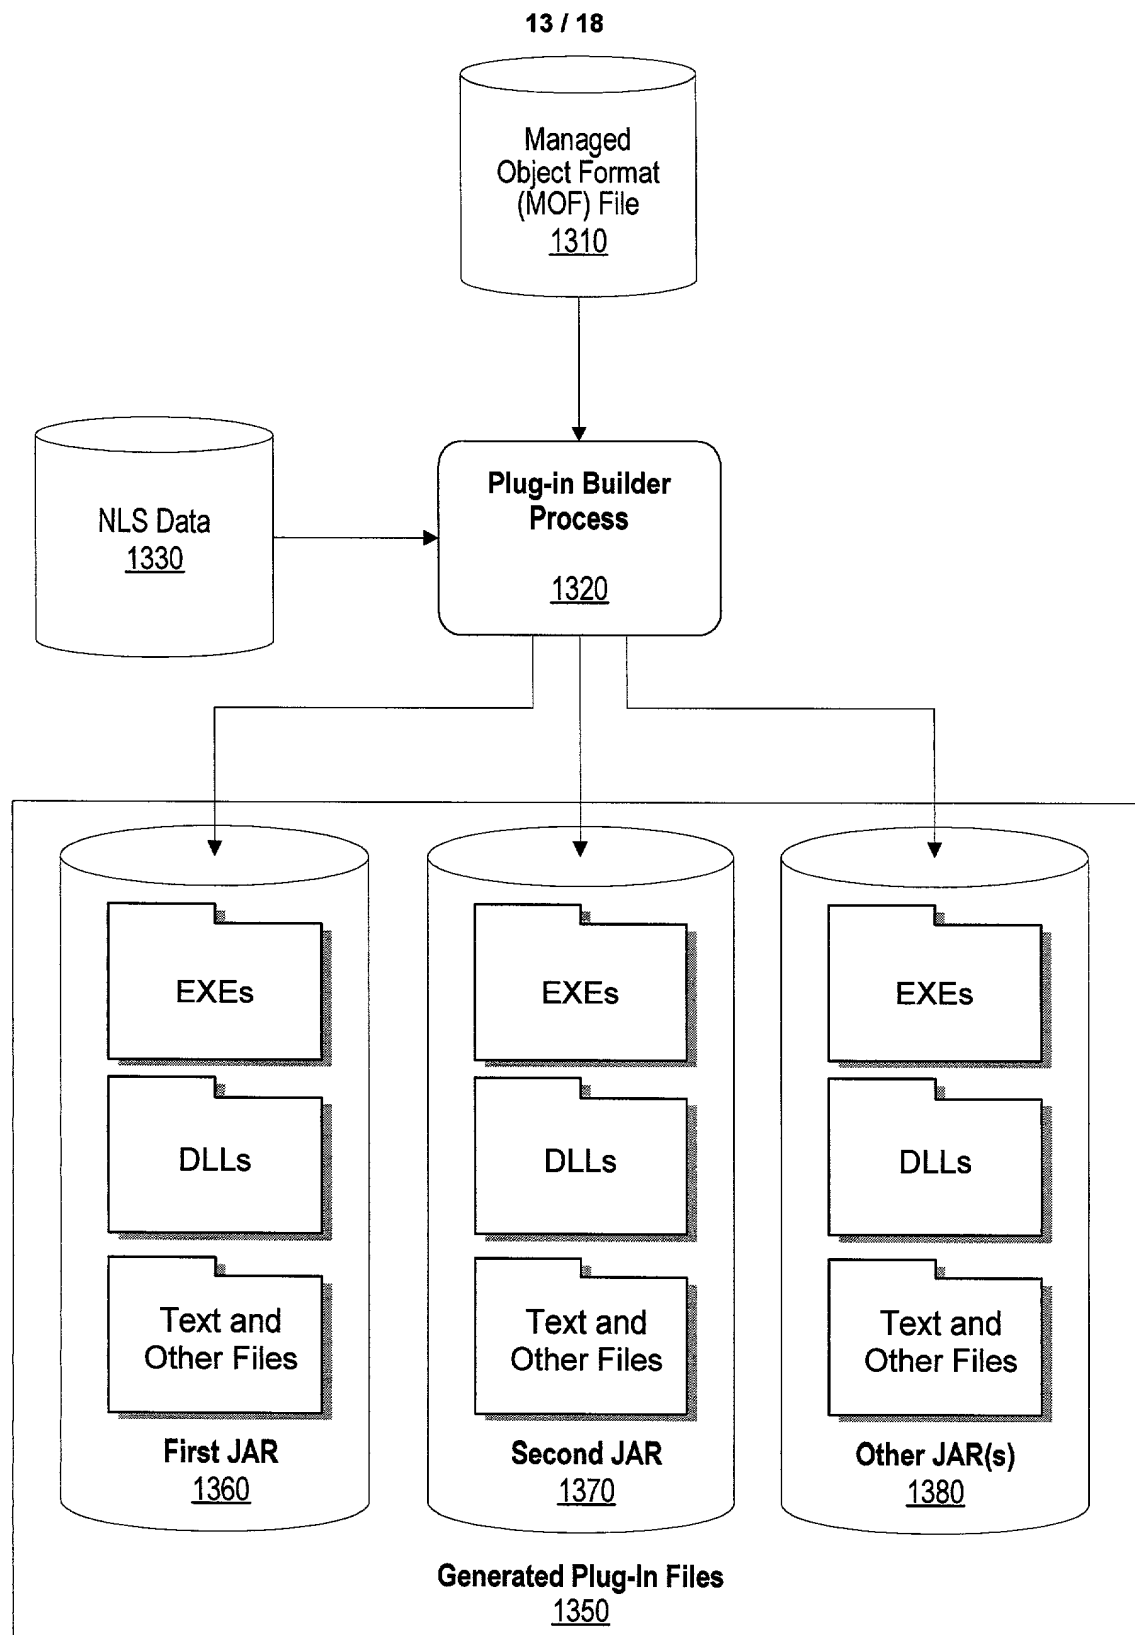 13 / 18
Managed
Object Format
(MOF) File
1310
NLS Data
1330
Plug-in Builder
Process
1320
EXEs
DLLs
Text and
Other Files
First JAR
1360
EXEs
DLLs
Text and
Other Files
Second JAR
1370
EXEs
DLLs
Text and
Other Files
Other JAR(s)
1380
Generated Plug-In Files
1350